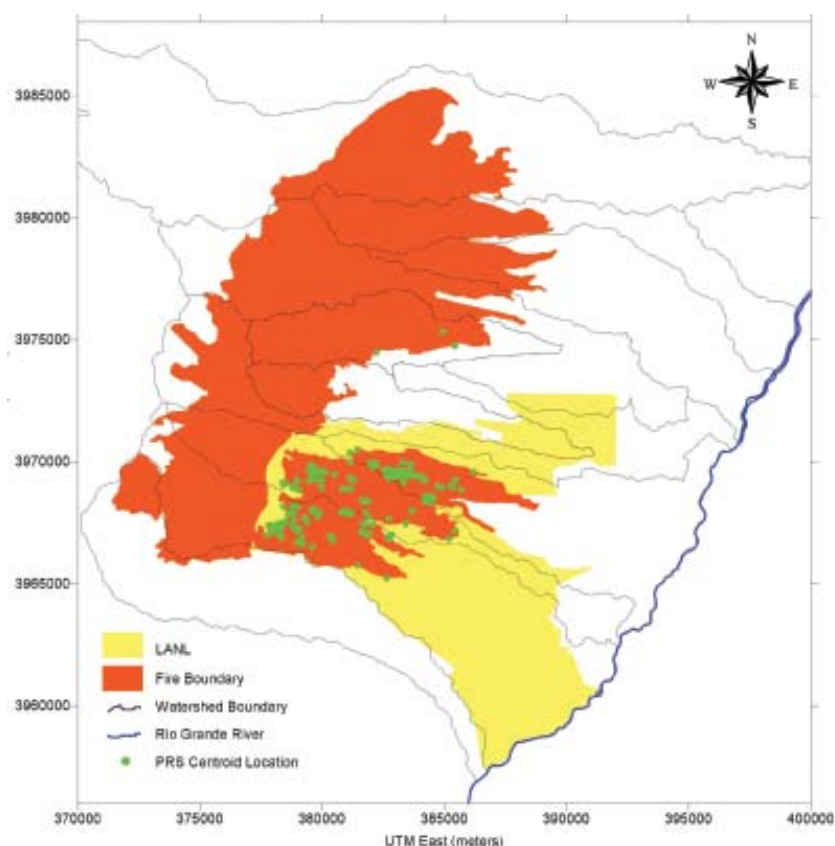 N
W E
S
3985000
3980000
3975000
3970000
3965000
3960000
LANL
Fire Boundary
Watershed Boundary
Rio Grande River
PRS Centroid Location
370000 375000 380000 385000 390000 395000 400000
UTM East (meters)